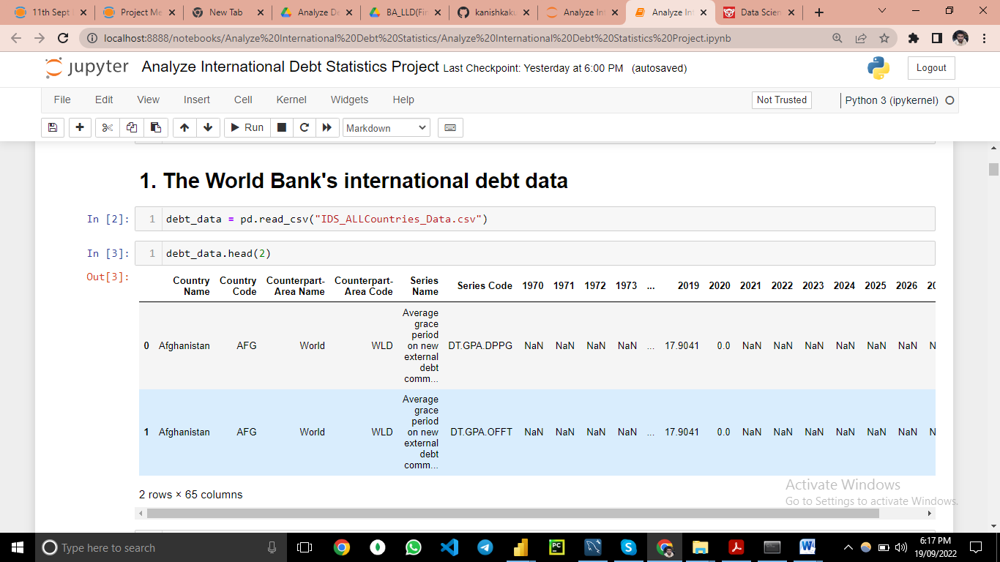 11th Sept
Project Me
New Tab
Analyze Da
BA_LLD(Fin
kanishkaku
Analyze Int
Analyze Int
Data Scien
localhost:8888/notebooks/Analyze%20International%20Debt%20Statistics/Analyze%20International%20Debt%20Statistics%20Project.ipynb
jupyter Analyze International Debt Statistics Project Last Checkpoint: Yesterday at 6:00 PM (autosaved)
Logout
File Edit View Insert Cell Kernel Widgets Help
Not Trusted
Python 3 (ipykernel)
Run
Markdown
1. The World Bank's international debt data
In [2]: 1 debt_data = pd.read_csv("IDS_ALLCountries_Data.csv")
In [3]: 1 debt_data.head(2)
Out[3]:
Country Name Country Code Counterpart-Area Name Counterpart-Area Code Series Name Series Code 1970 1971 1972 1973 ... 2019 2020 2021 2022 2023 2024 2025 2026 20
0 Afghanistan AFG World WLD Average grace period on new external debt comm... DT.GPA.DPPG NaN NaN NaN NaN ... 17.9041 0.0 NaN NaN NaN NaN NaN NaN N
1 Afghanistan AFG World WLD Average grace period on new external debt comm... DT.GPA.OFFT NaN NaN NaN NaN ... 17.9041 0.0 NaN NaN NaN NaN NaN NaN N
2 rows × 65 columns
Activate Windows
Go to Settings to activate Windows.
Type here to search
PC
S
W
6:17 PM
19/09/2022